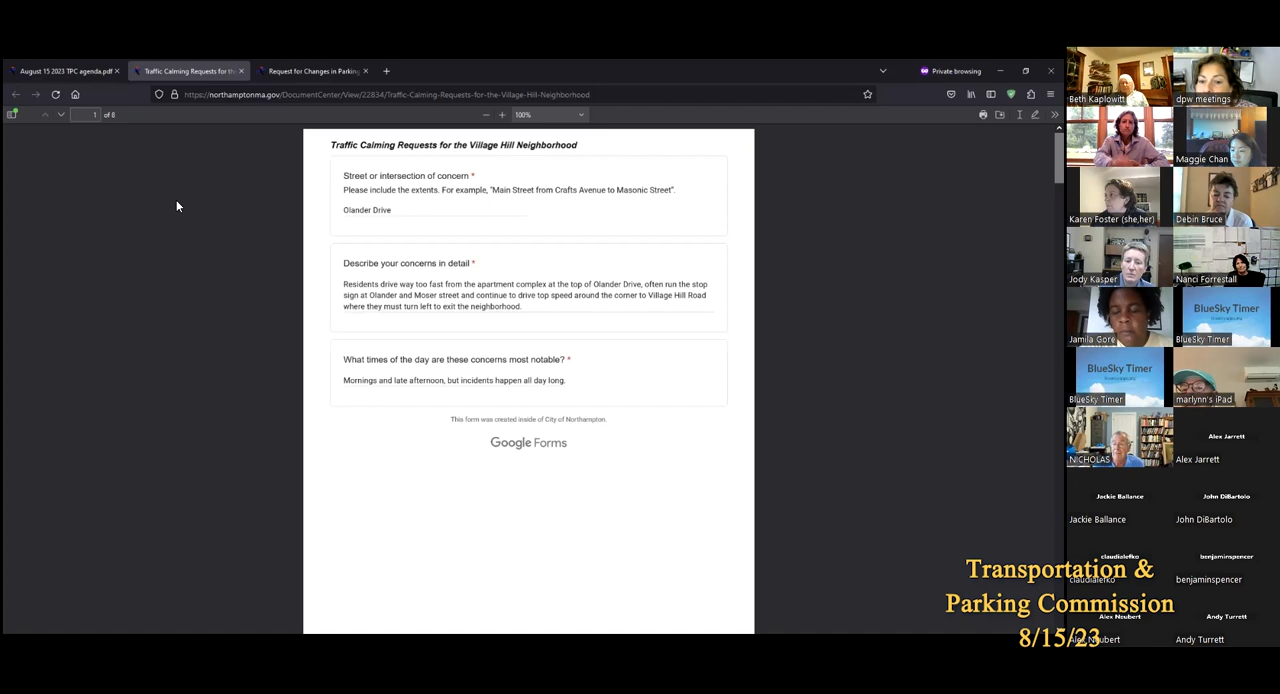 August 15 2023 TPC agenda.pdf
Traffic Calming Requests for the
Request for Changes in Parking
Private browsing
https://northamptonma.gov/DocumentCenter/View/22834/Traffic-Calming-Requests-for-the-Village-Hill-Neighborhood
1 of 8
100%
Traffic Calming Requests for the Village Hill Neighborhood
Street or intersection of concern *
Please include the extents. For example, "Main Street from Crafts Avenue to Masonic Street".
Olander Drive
Describe your concerns in detail *
Residents drive way too fast from the apartment complex at the top of Olander Drive, often run the stop
sign at Olander and Moser street and continue to drive top speed around the corner to Village Hill Road
where they must turn left to exit the neighborhood.
What times of the day are these concerns most notable? *
Mornings and late afternoon, but incidents happen all day long.
This form was created inside of City of Northampton.
Google Forms
Beth Kaplowitt
dpw meetings
Maggie Chan
Karen Foster (she,her)
Debin Bruce
Jody Kasper
Nanci Forrestall
Jamila Gore
BlueSky Timer
BlueSky Timer
BlueSky Timer
BlueSky Timer
marlynn's iPad
NICHOLAS
Alex Jarrett
Alex Jarrett
Jackie Ballance
Jackie Ballance
John DiBartolo
John DiBartolo
claudialefko
claudialefko
benjaminspencer
benjaminspencer
Alex Neubert
Alex Neubert
Andy Turrett
Andy Turrett
Transportation &
Parking Commission
8/15/23